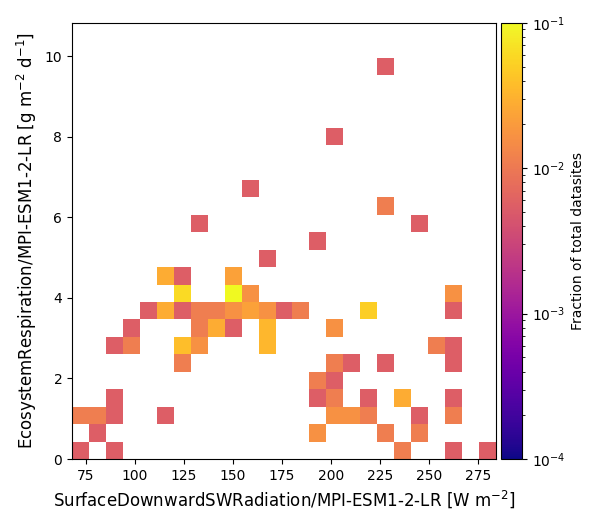 EcosystemRespiration/MPI-ESM1-2-LR [g m⁻² d⁻¹]
10
8
6
4
2
0
75 100 125 150 175 200 225 250 275
SurfaceDownwardSWRadiation/MPI-ESM1-2-LR [W m⁻²]
10⁻¹
10⁻²
10⁻³
10⁻⁴
Fraction of total datasites